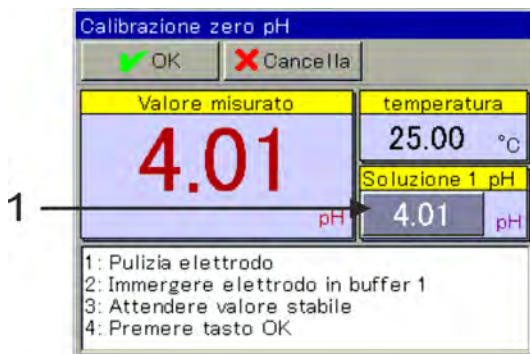 Calibrazione zero pH
OK Cancella
Valore misurato
4.01
pH
temperatura
25.00 °C
Soluzione 1 pH
4.01 pH
1
1: Pulizia elettrodo
2: Immergere elettrodo in buffer 1
3: Attendere valore stabile
4: Premere tasto OK